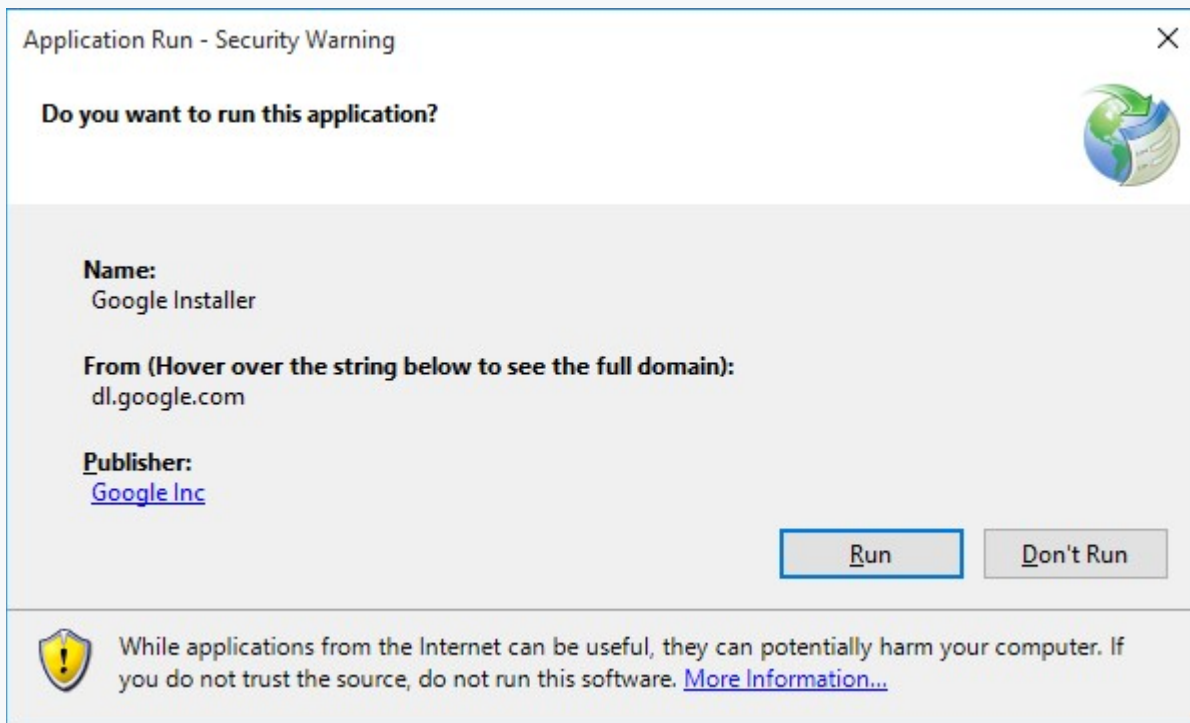 Application Run - Security Warning
Do you want to run this application?
Name:
Google Installer
From (Hover over the string below to see the full domain):
dl.google.com
Publisher:
Google Inc
Run
Don't Run
While applications from the Internet can be useful, they can potentially harm your computer. If
you do not trust the source, do not run this software. More Information...